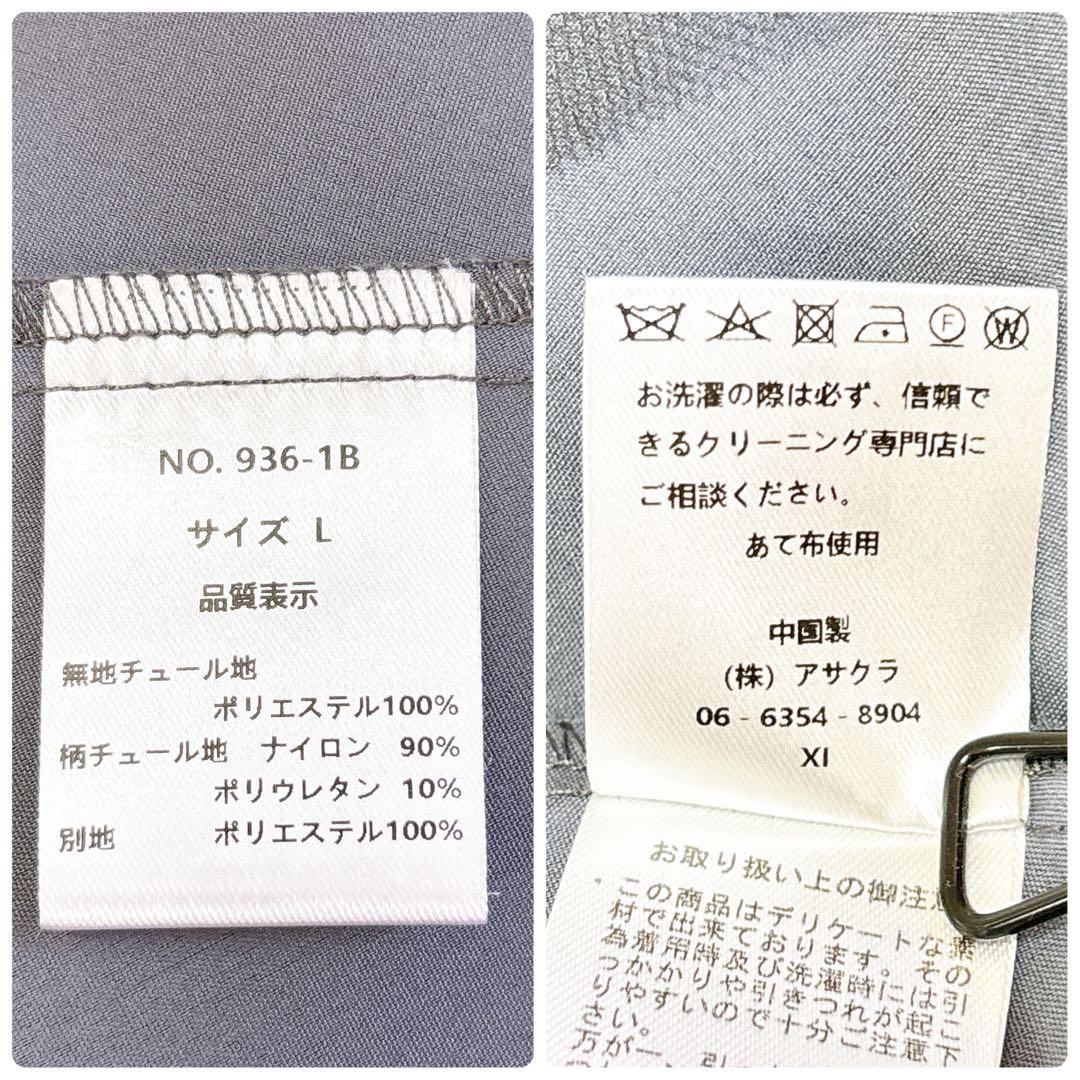 NO. 936-1B
サイズ L
品質表示
無地チュール地
ポリエステル100%
柄チュール地 ナイロン 90%
ポリウレタン 10%
別地 ポリエステル100%
F W
お洗濯の際は必ず、信頼で
きるクリーニング専門店に
ご相談ください。
あて布使用
中国製
(株) アサクラ
06 - 6354 - 8904
XI
お取り扱い上の御注意
この商品はデリケートな素
材で出来ております。その
為着用時及び洗濯時には引
っかかりや引きつれが起こ
りやすいので十分ご注意下
さい。
万が一、引っ